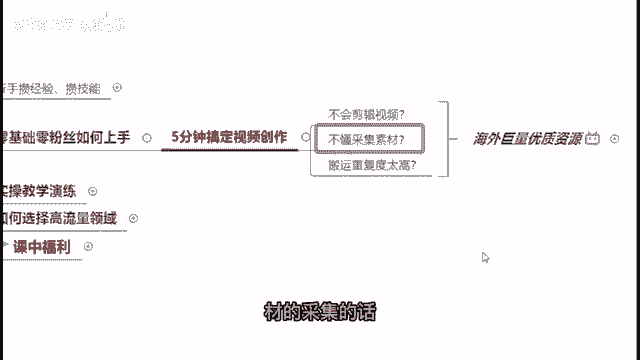 新手攒经验、攒技能
不会剪辑视频?
零基础零粉丝如何上手
5分钟搞定视频创作
不懂采集素材?
海外巨量优质资源
搬运重复度太高?
实操教学演练
如何选择高流量领域
课中福利
材的采集的话